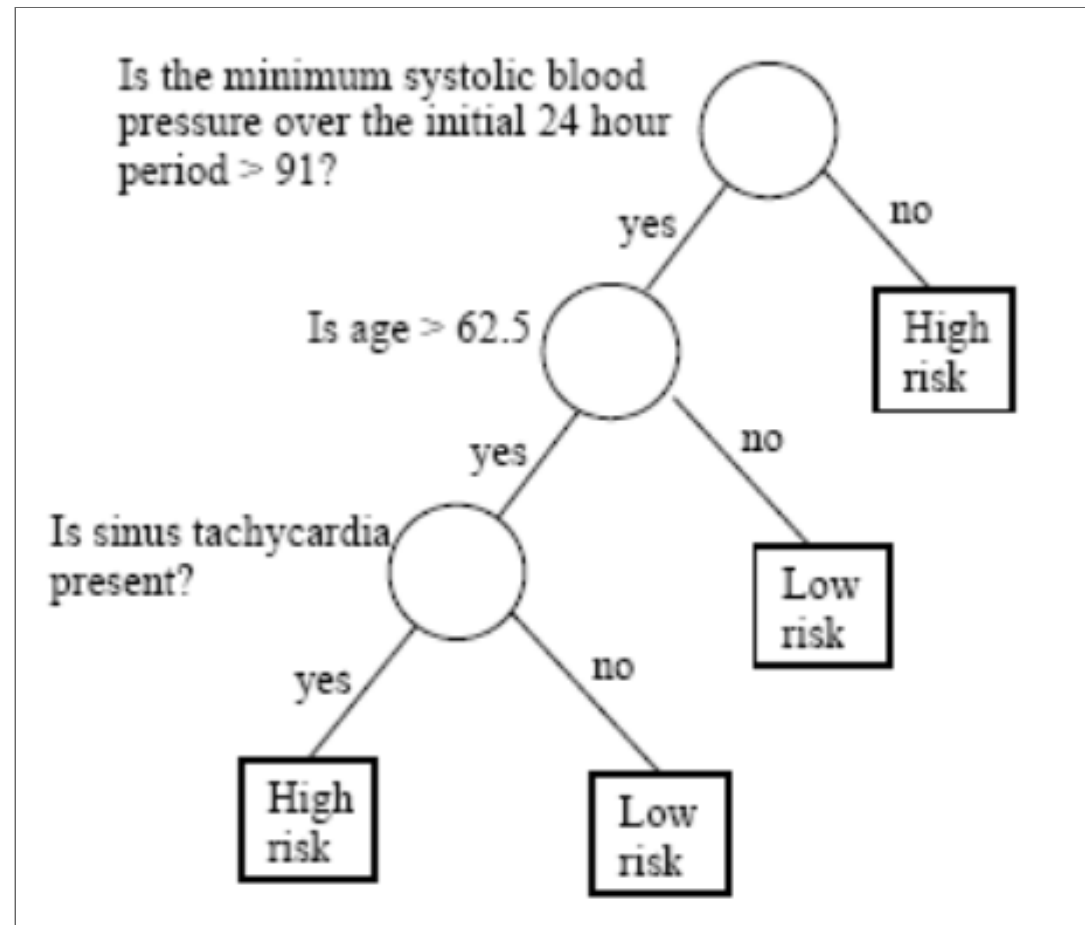 Is the minimum systolic blood
pressure over the initial 24 hour
period > 91?
yes
no
Is age > 62.5
High
risk
yes
no
Is sinus tachycardia
present?
Low
risk
yes
no
High
risk
Low
risk